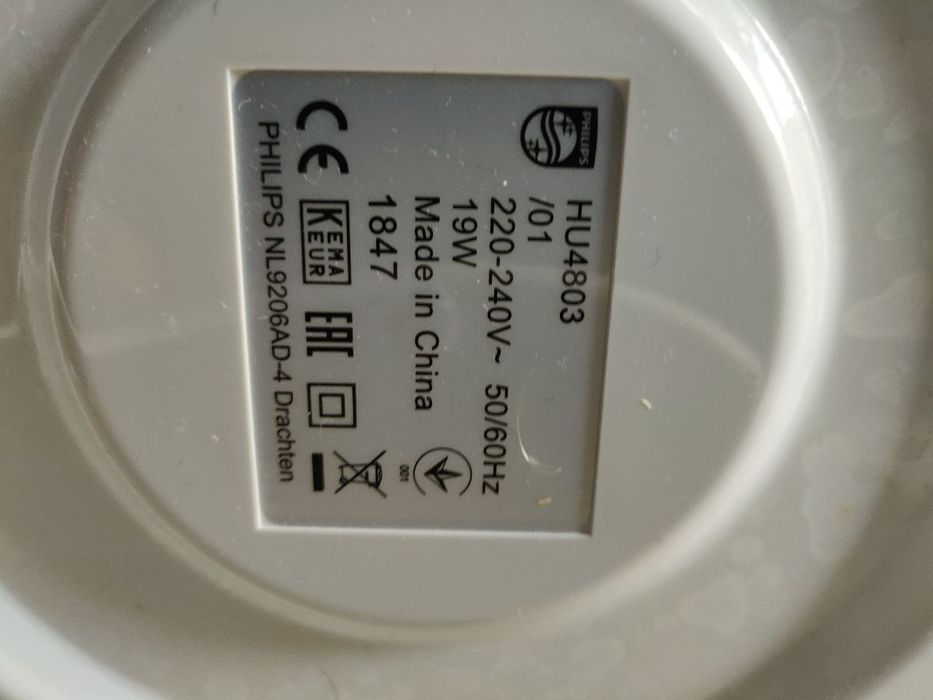 PHILIPS
HU4803
/01
220-240V~ 50/60Hz
19W
Made in China
1847
001
CE KEMA KEUR EAC
PHILIPS NL9206AD-4 Drachten